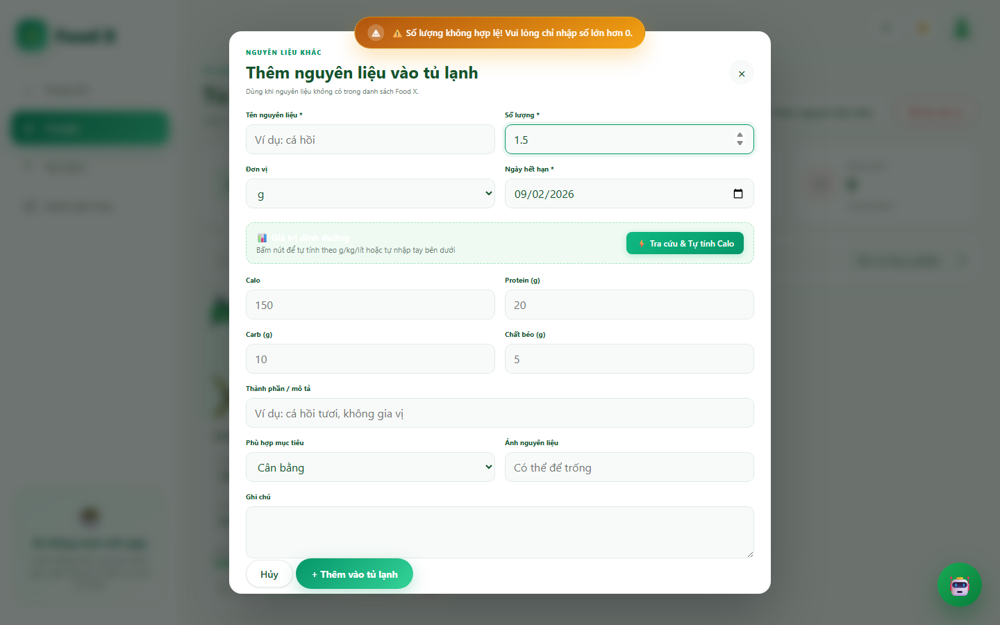 ⚠ Số lượng không hợp lệ! Vui lòng chỉ nhập số lớn hơn 0.
NGUYÊN LIỆU KHÁC
Thêm nguyên liệu vào tủ lạnh
×
Dùng khi nguyên liệu không có trong danh sách Food X.
Tên nguyên liệu *
Ví dụ: cá hồi
Số lượng *
1.5
Đơn vị
g
Ngày hết hạn *
09/02/2026
Giá trị dinh dưỡng
Bấm nút để tự tính theo g/kg/lít hoặc tự nhập tay bên dưới
Tra cứu & Tự tính Calo
Calo
150
Protein (g)
20
Carb (g)
10
Chất béo (g)
5
Thành phần / mô tả
Ví dụ: cá hồi tươi, không gia vị
Phù hợp mục tiêu
Cân bằng
Ảnh nguyên liệu
Có thể để trống
Ghi chú
Hủy
+ Thêm vào tủ lạnh